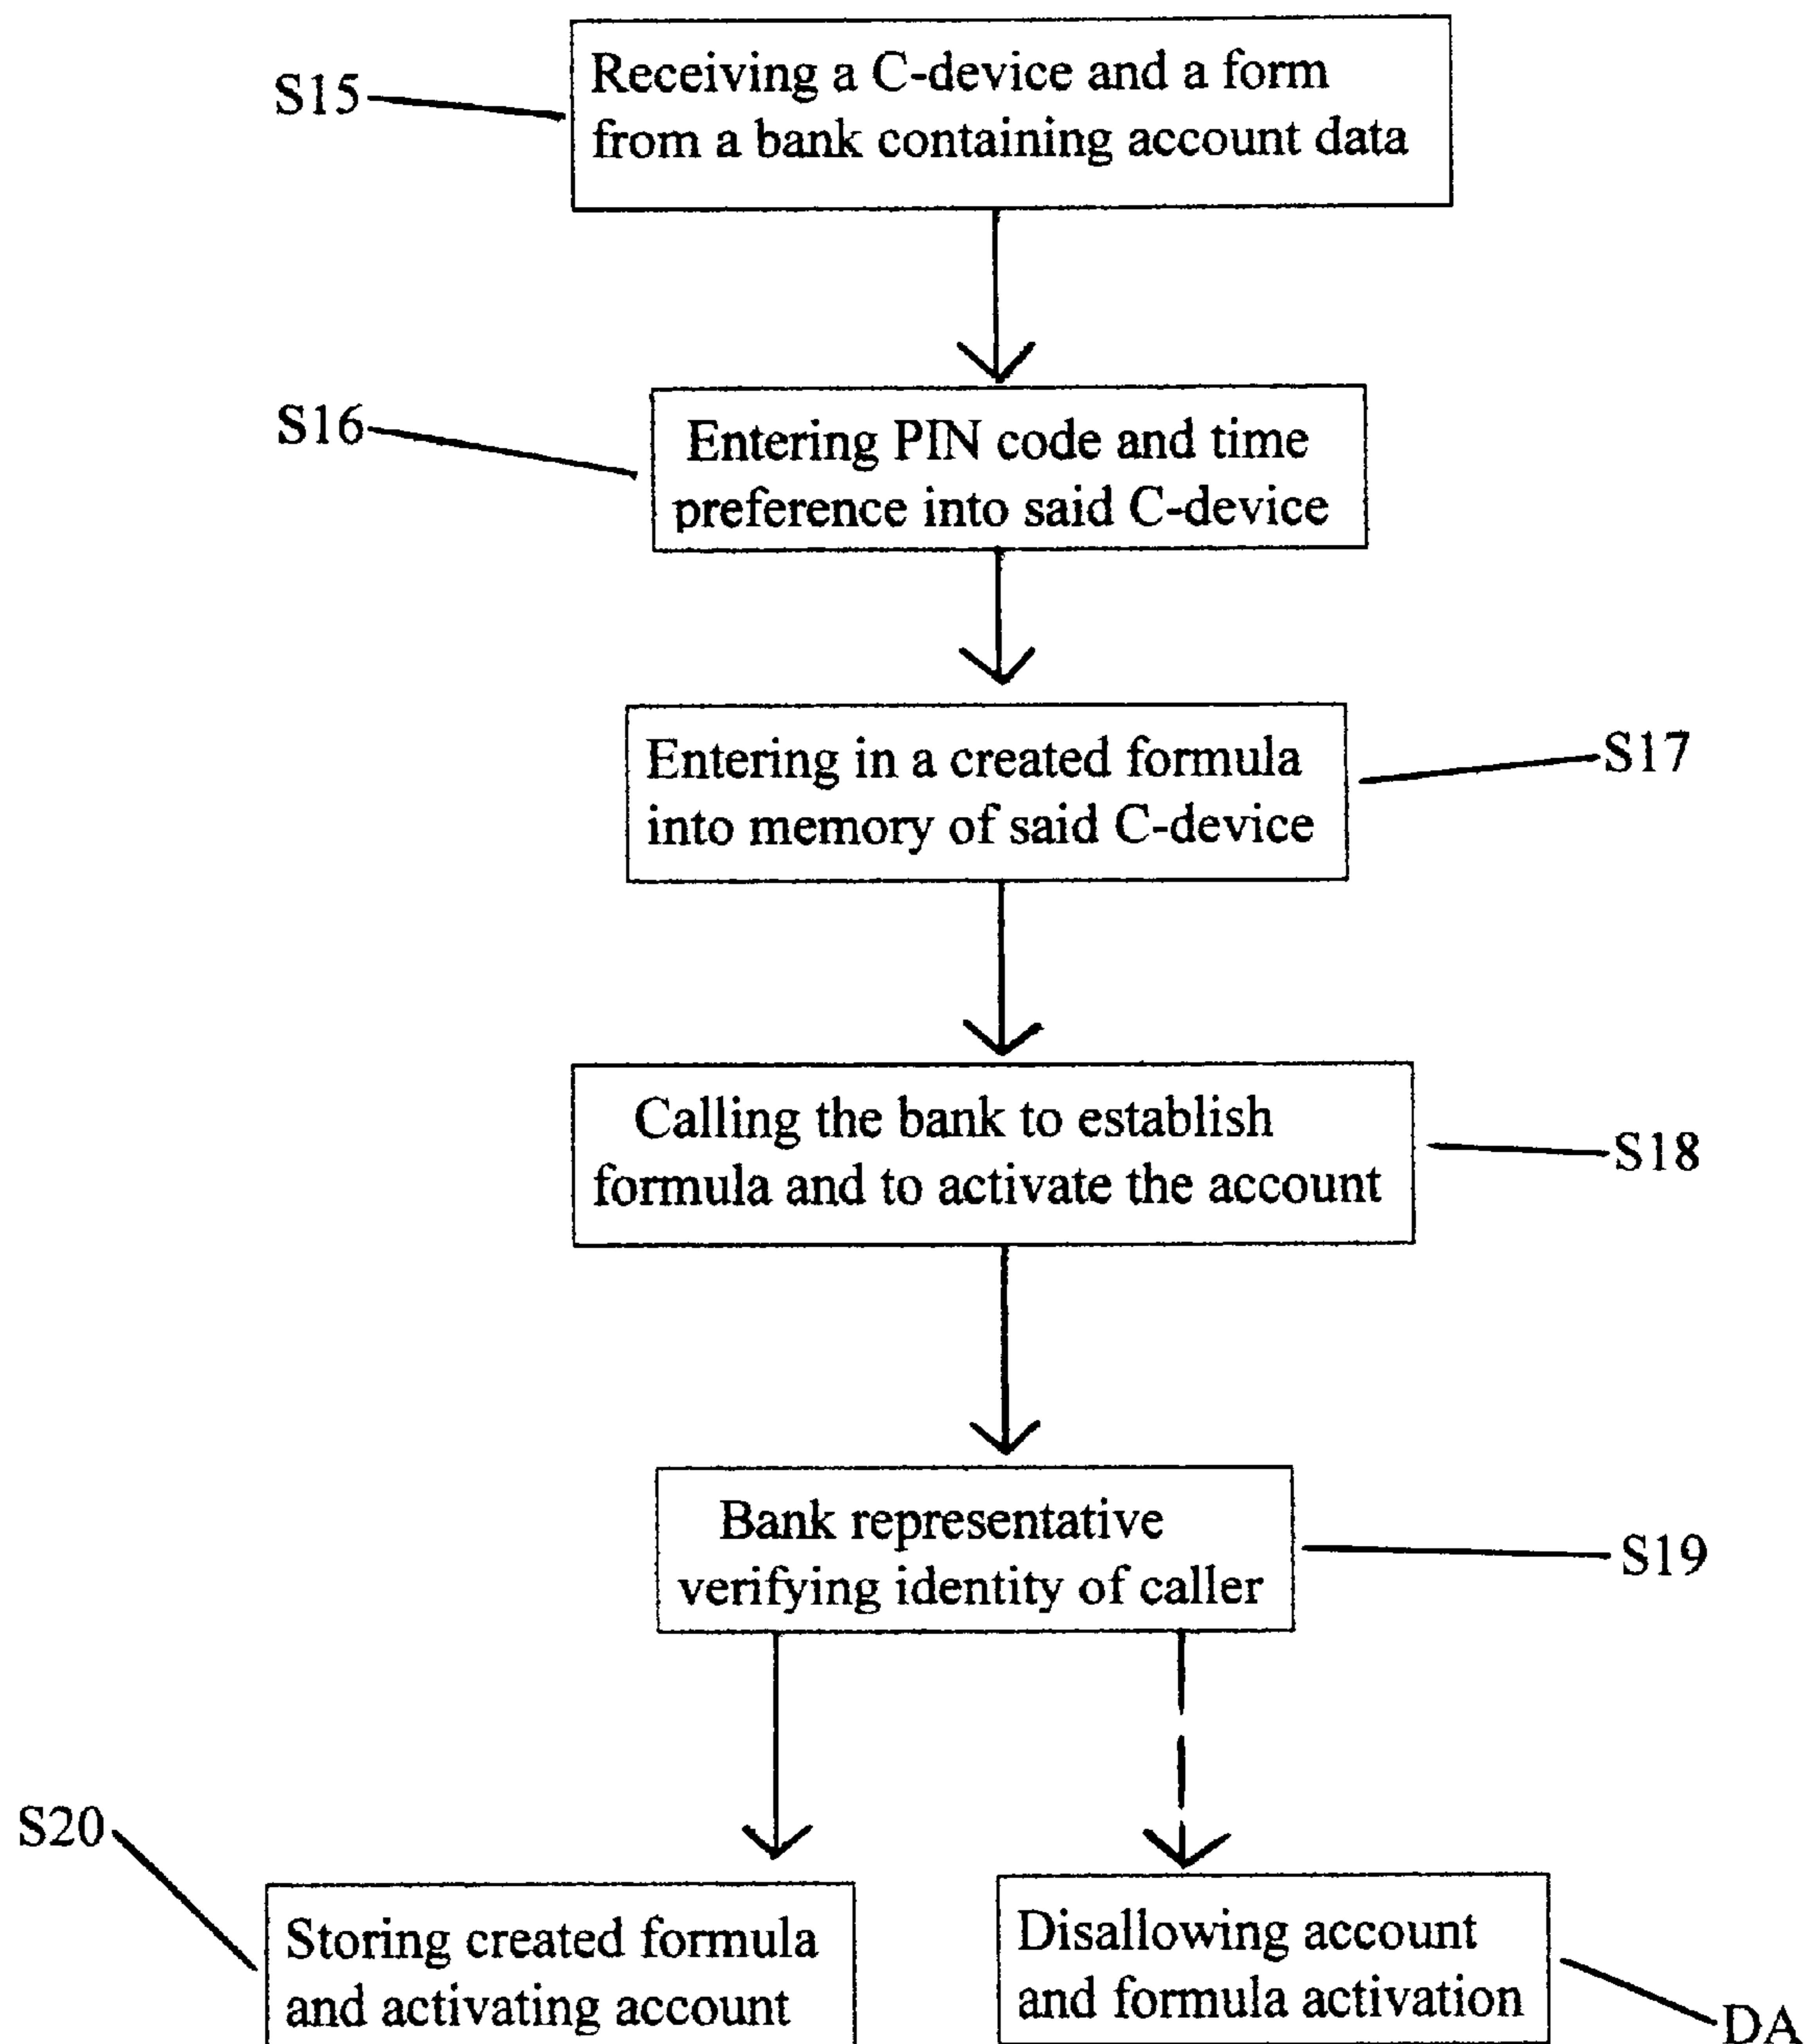 S15
Receiving a C-device and a form
from a bank containing account data
S16
Entering PIN code and time
preference into said C-device
Entering in a created formula
into memory of said C-device
S17
Calling the bank to establish
formula and to activate the account
S18
Bank representative
verifying identity of caller
S19
S20
Storing created formula
and activating account
Disallowing account
and formula activation
DA